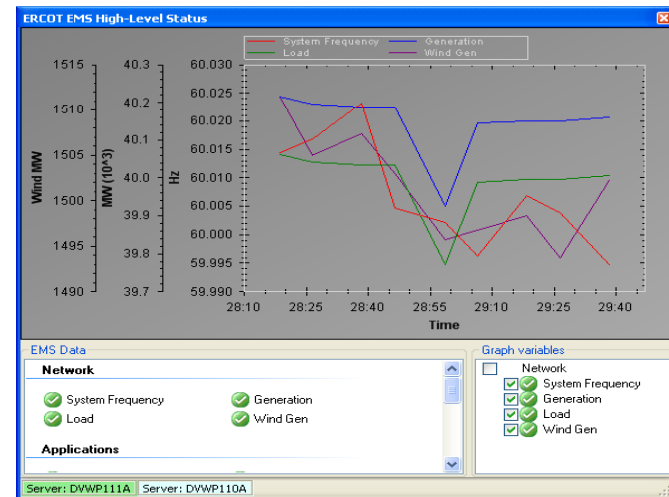 ERCOT EMS High-Level Status
System Frequency Generation
Load Wind Gen
1515 40.3 60.030
60.025
1510 40.2
60.020
40.1 60.015
1505
60.010
40.0
60.005
1500 39.9
60.000
1495 39.8
59.995
1490 39.7 59.990
Wind MW
MW (10^3)
Hz
28:10 28:25 28:40 28:55 29:10 29:25 29:40
Time
EMS Data
Network
System Frequency Generation
Load Wind Gen
Applications
Graph variables
Network
System Frequency
Generation
Load
Wind Gen
Server: DVWP111A Server: DVWP110A